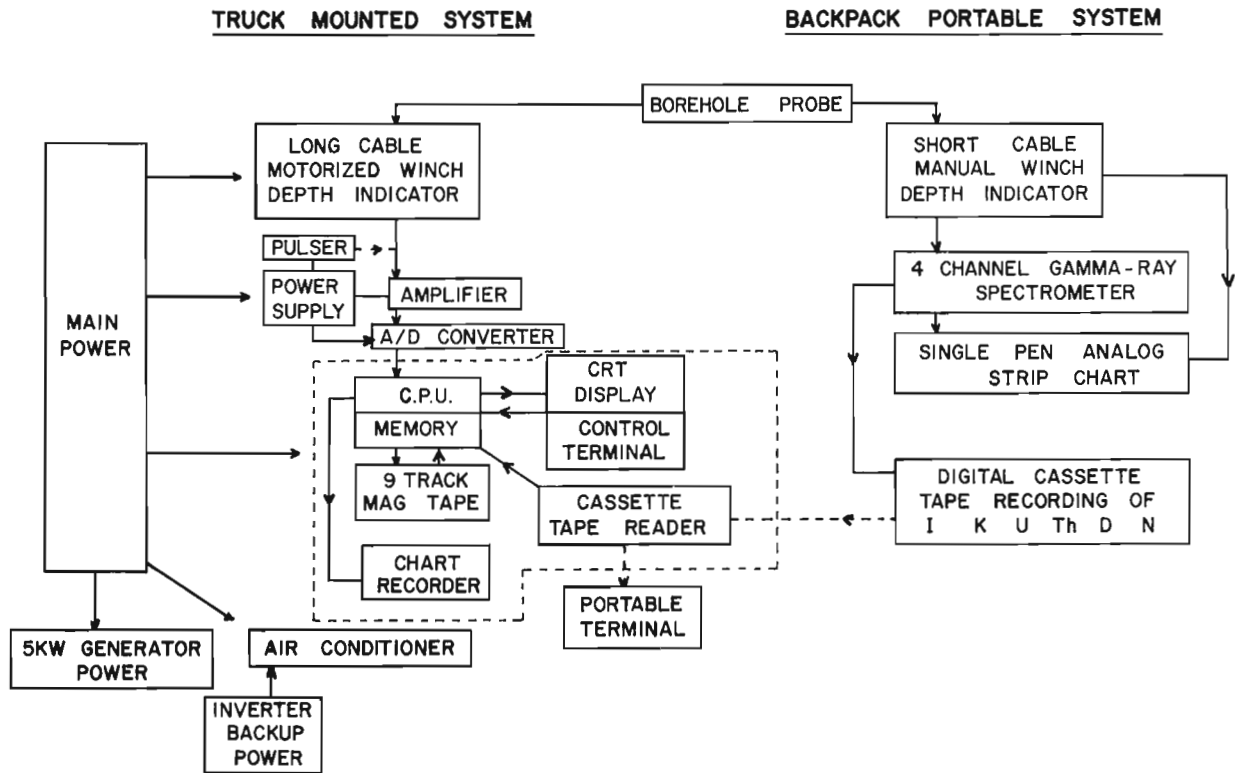 TRUCK MOUNTED SYSTEM
BACKPACK PORTABLE SYSTEM
BOREHOLE PROBE
LONG CABLE
MOTORIZED WINCH
DEPTH INDICATOR
SHORT CABLE
MANUAL WINCH
DEPTH INDICATOR
MAIN
POWER
PULSER
POWER
SUPPLY
AMPLIFIER
A/D CONVERTER
4 CHANNEL GAMMA-RAY
SPECTROMETER
SINGLE PEN ANALOG
STRIP CHART
C.P.U.
MEMORY
CRT
DISPLAY
CONTROL
TERMINAL
9 TRACK
MAG TAPE
CASSETTE
TAPE READER
DIGITAL CASSETTE
TAPE RECORDING OF
I K U Th D N
CHART
RECORDER
PORTABLE
TERMINAL
5KW GENERATOR
POWER
AIR CONDITIONER
INVERTER
BACKUP
POWER